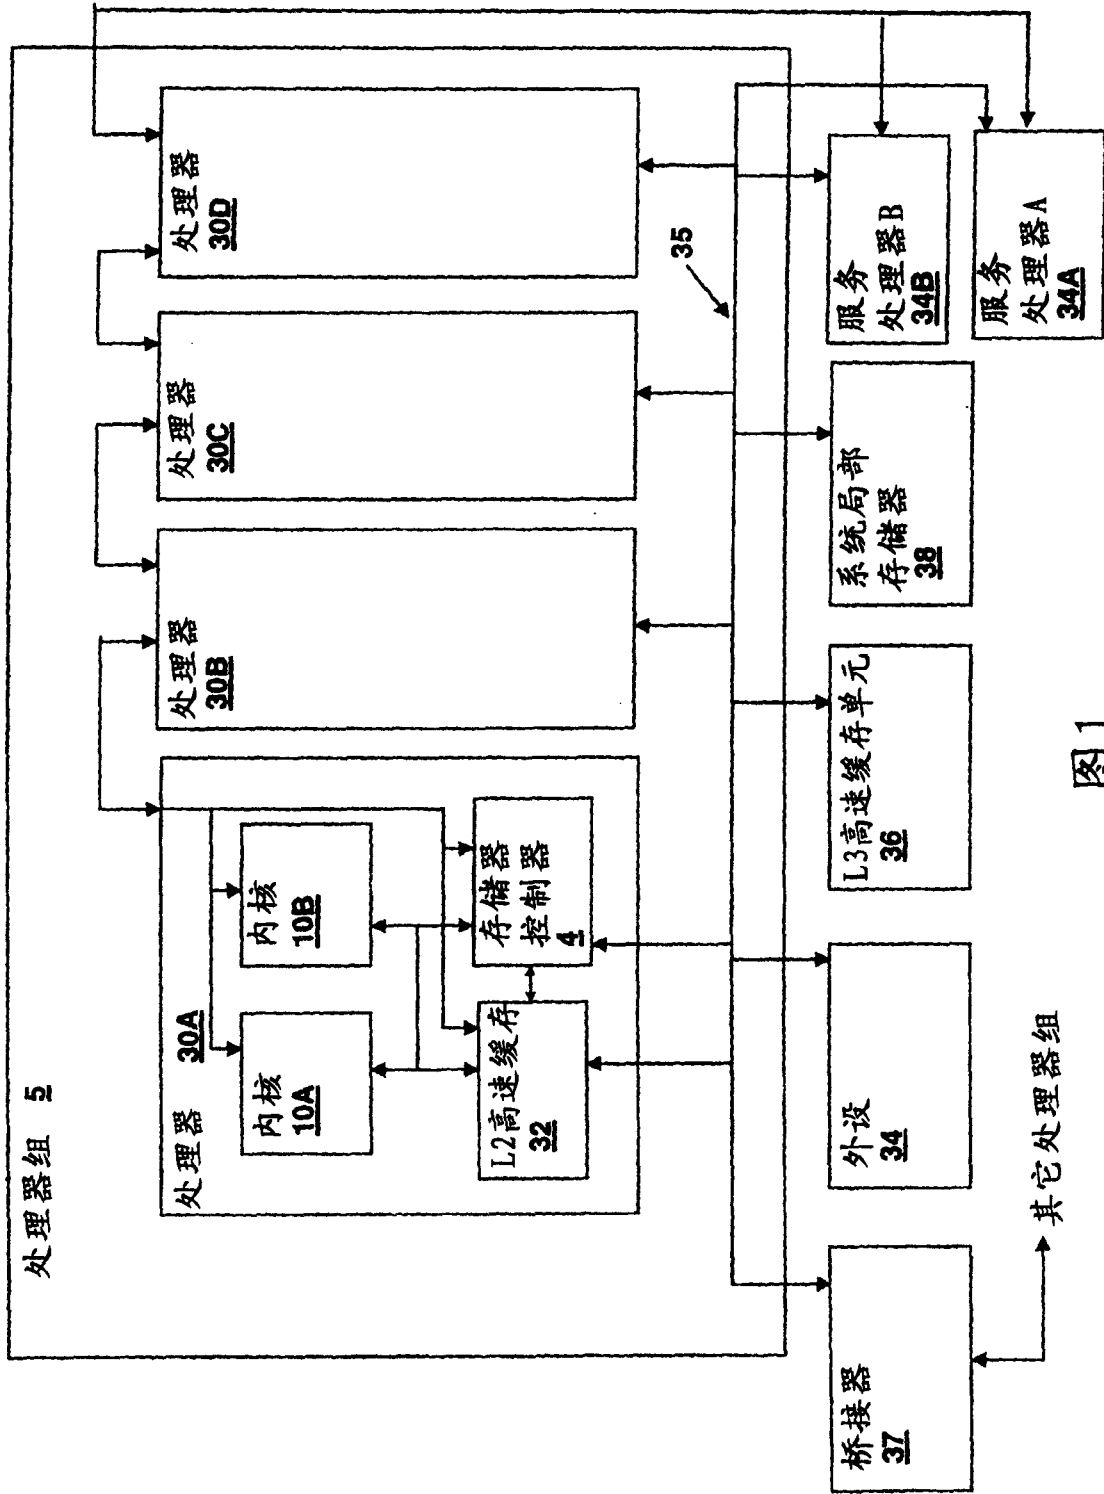 处理器组 5
处理器 30A
内核
10A
内核
10B
L2高速缓存
32
存储器
控制器
4
处理器
30B
处理器
30C
处理器
30D
35
桥接器
37
外设
34
L3高速缓存单元
36
系统局部
存储器
38
服务
处理器B
34B
服务
处理器A
34A
其它处理器组
图1